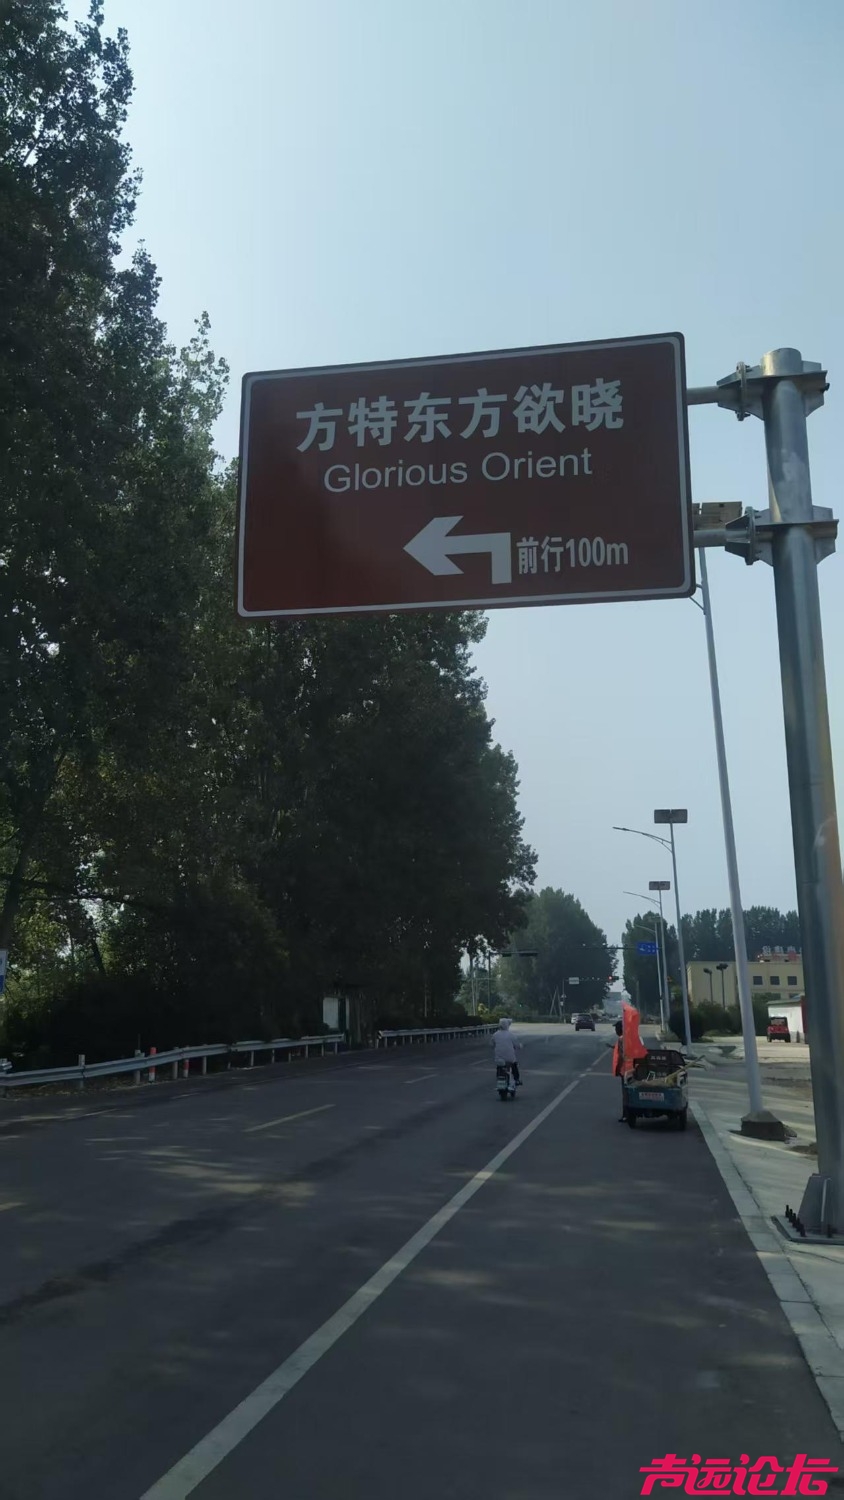 方特东方欲晓
Glorious Orient
前行100m
声远论坛